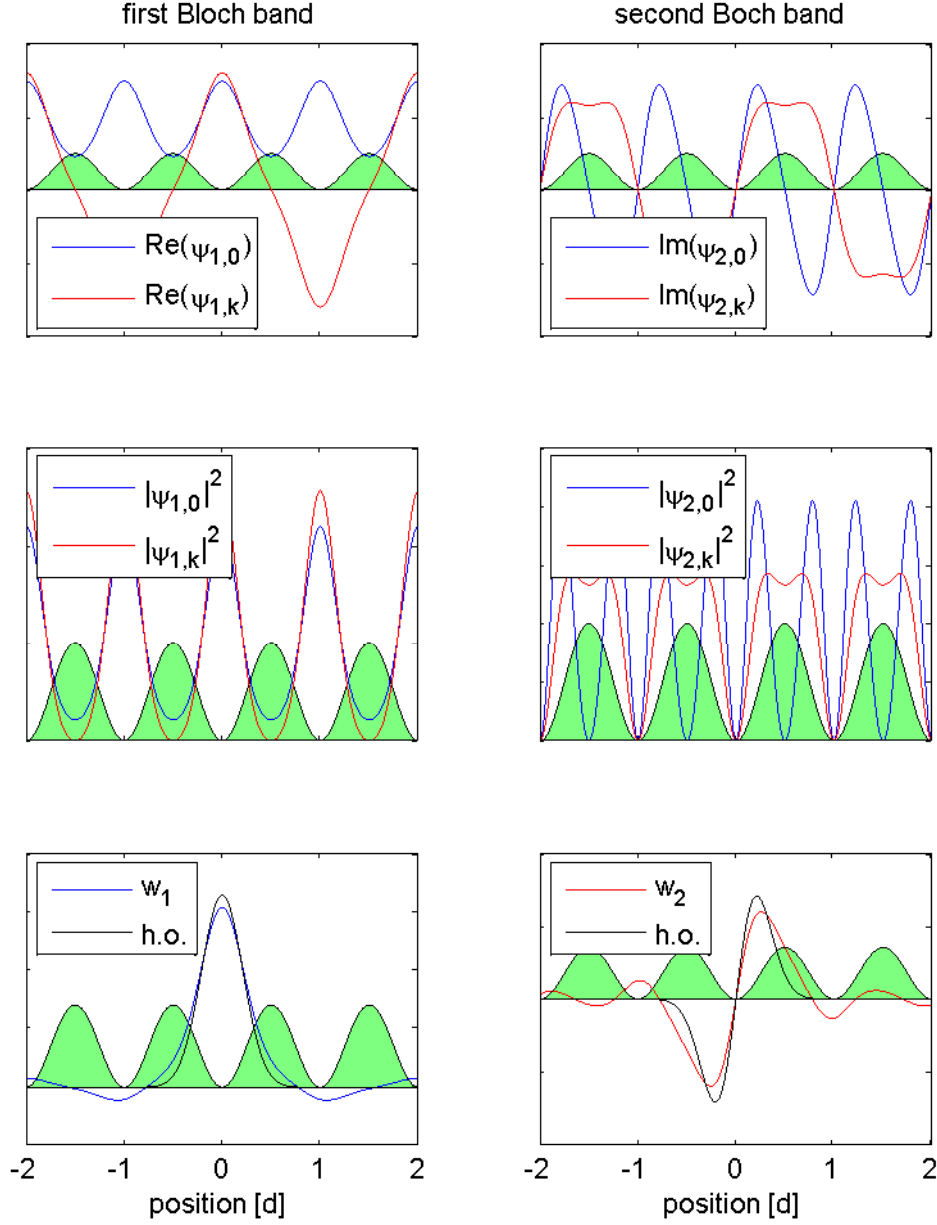 first Bloch band
second Boch band
Re(ψ1,0)
Re(ψ1,k)
Im(ψ2,0)
Im(ψ2,k)
|ψ1,0|²
|ψ1,k|²
|ψ2,0|²
|ψ2,k|²
w1
h.o.
w2
h.o.
-2 -1 0 1 2
position [d]
-2 -1 0 1 2
position [d]